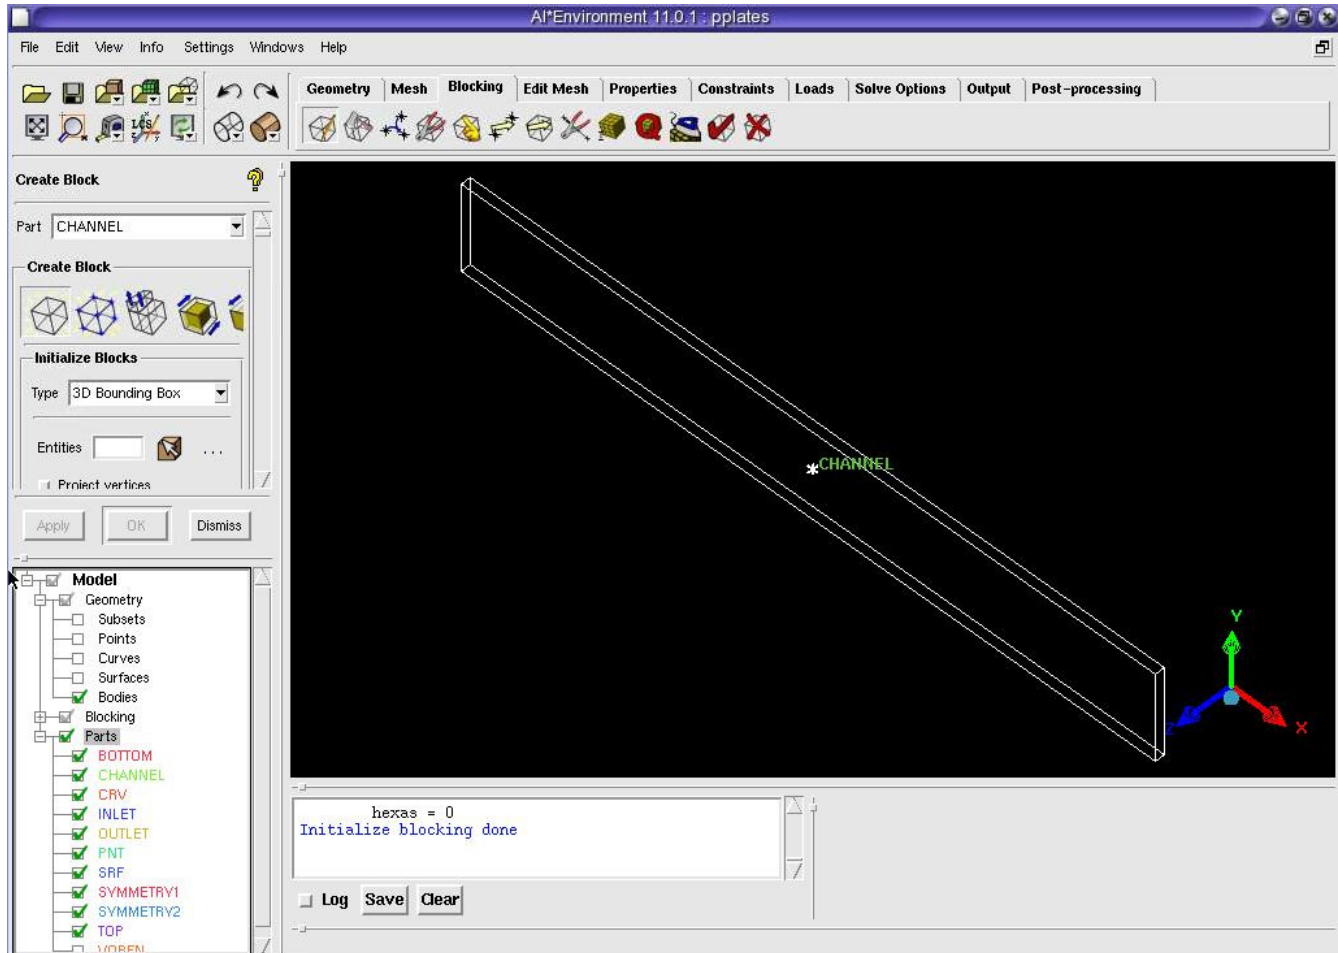 AI*Environment 11.0.1 : pplates
File Edit View Info Settings Windows Help
Geometry Mesh Blocking Edit Mesh Properties Constraints Loads Solve Options Output Post-processing
LCS
Create Block
Part CHANNEL
Create Block
Initialize Blocks
Type 3D Bounding Box
Entities ...
Project vertices
Apply OK Dismiss
Model
Geometry
Subsets
Points
Curves
Surfaces
Bodies
Blocking
Parts
BOTTOM
CHANNEL
CRV
INLET
OUTLET
PNT
SRF
SYMMETRY1
SYMMETRY2
TOP
VORFN
*CHANNEL
Y
Z
X
hexas = 0
Initialize blocking done
Log Save Clear